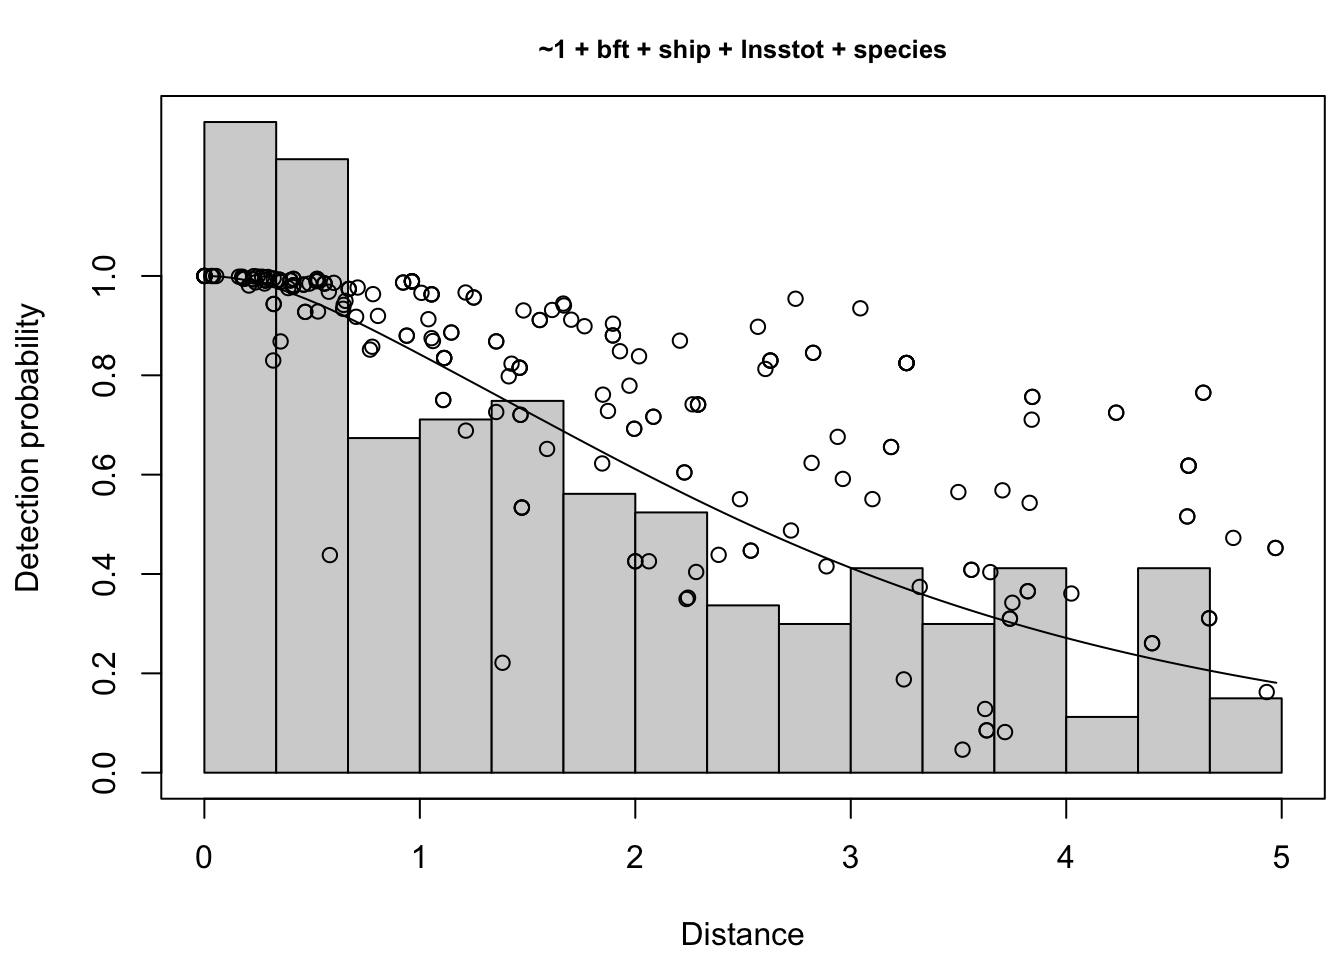 ~1 + bft + ship + lnsstot + species
Detection probability
1.0
0.8
0.6
0.4
0.2
0.0
0 1 2 3 4 5
Distance